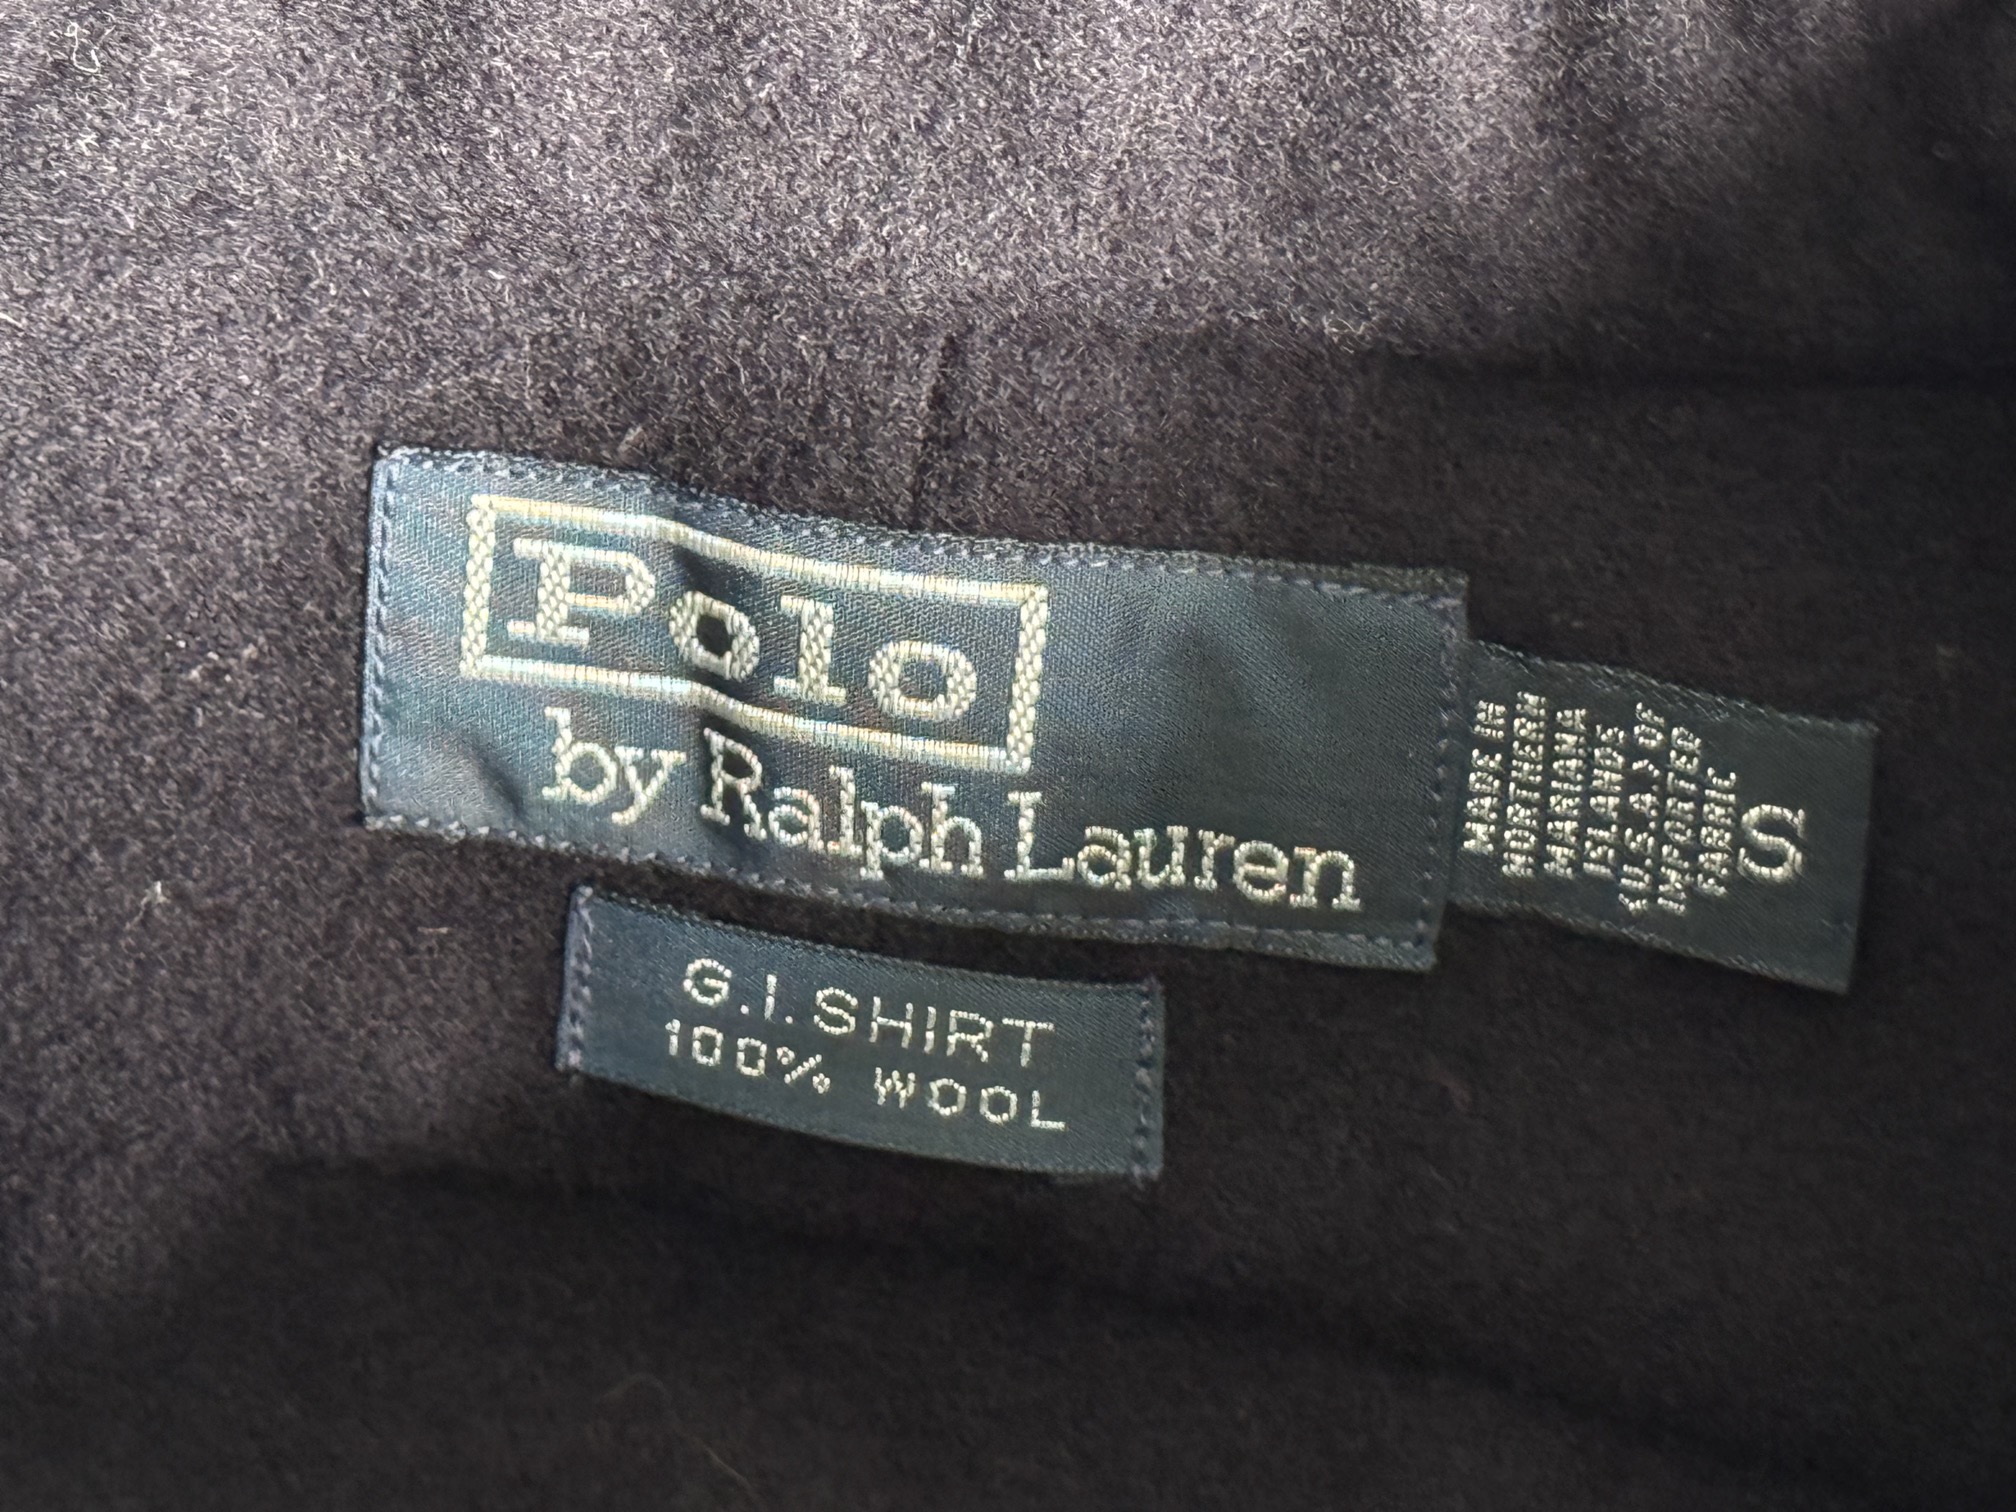 Polo
by Ralph Lauren
MADE IN
NORTHERN
MARIANA
ISLANDS
(U.S.A.) OF
IMPORTED
FABRIC
S
G.I. SHIRT
100% WOOL